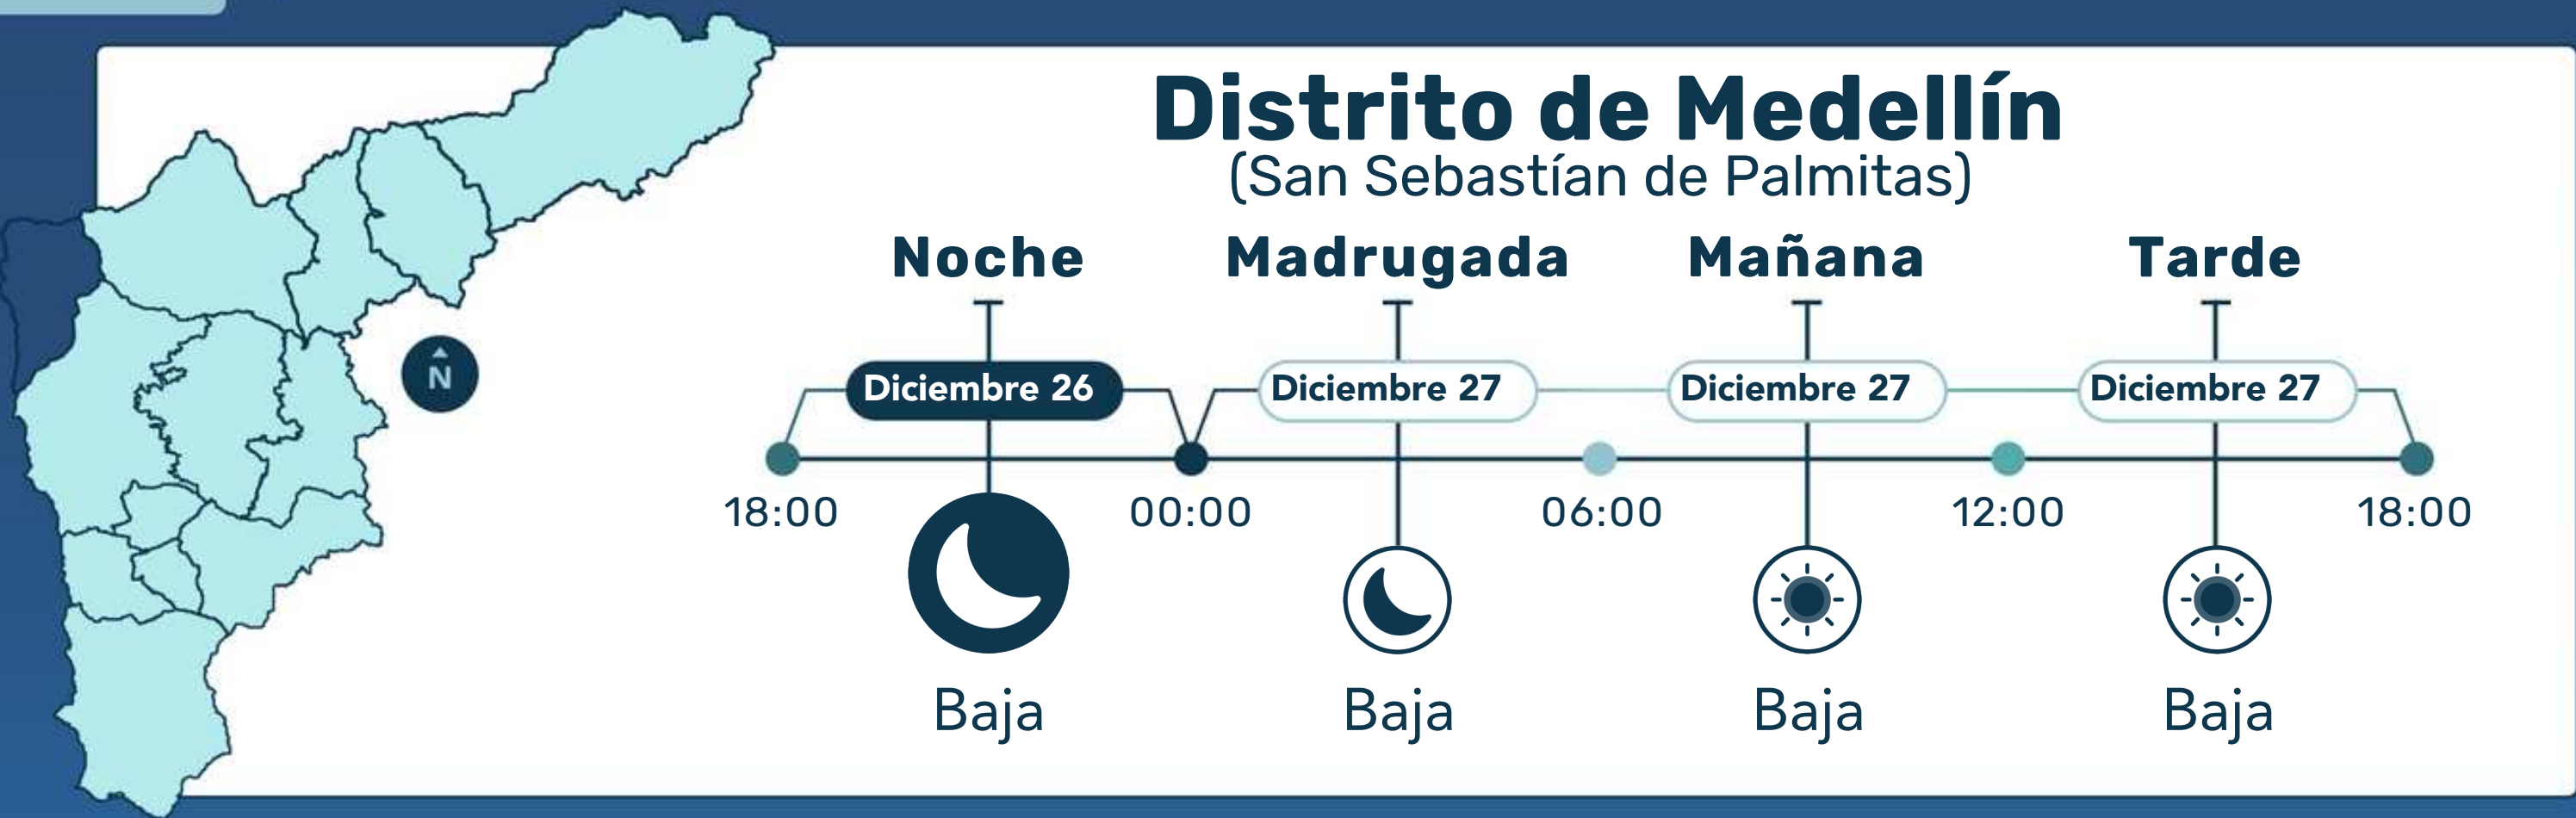 Distrito de Medellín
(San Sebastían de Palmitas)
Noche Madrugada Mañana Tarde
Diciembre 26 Diciembre 27 Diciembre 27 Diciembre 27
N
18:00 00:00 06:00 12:00 18:00
Baja Baja Baja Baja